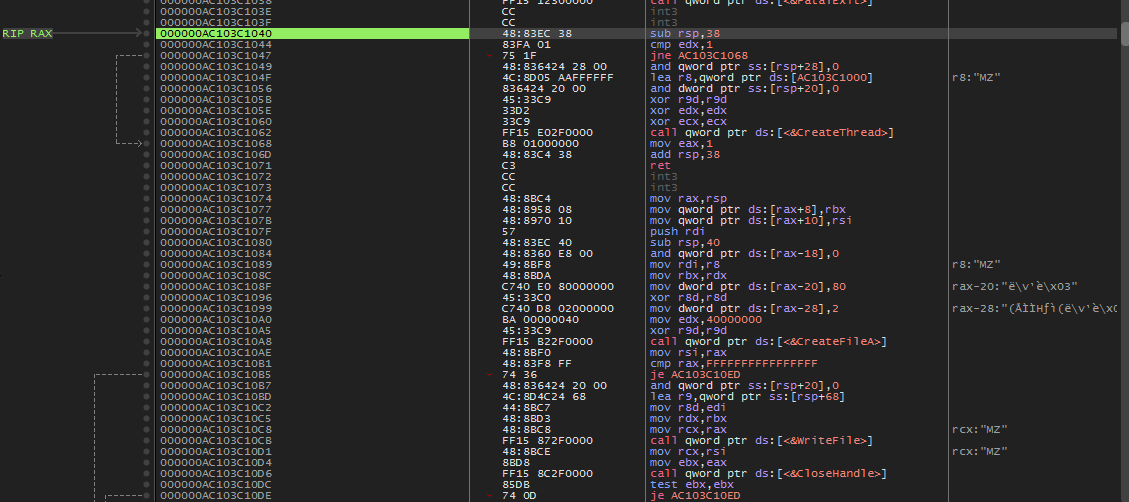 000000AC103C1038 FF15 12300000 call qword ptr ds:[<&FatalExit>]
000000AC103C103E CC int3
000000AC103C103F CC int3
RIP RAX 000000AC103C1040 48:83EC 38 sub rsp,38
000000AC103C1044 83FA 01 cmp edx,1
000000AC103C1047 75 1F jne AC103C1068
000000AC103C1049 48:836424 28 00 and qword ptr ss:[rsp+28],0
000000AC103C104F 4C:8D05 AAFFFFFF lea r8,qword ptr ds:[AC103C1000] r8:"MZ"
000000AC103C1056 836424 20 00 and dword ptr ss:[rsp+20],0
000000AC103C105B 45:33C9 xor r9d,r9d
000000AC103C105E 33D2 xor edx,edx
000000AC103C1060 33C9 xor ecx,ecx
000000AC103C1062 FF15 E02F0000 call qword ptr ds:[<&CreateThread>]
000000AC103C1068 B8 01000000 mov eax,1
000000AC103C106D 48:83C4 38 add rsp,38
000000AC103C1071 C3 ret
000000AC103C1072 CC int3
000000AC103C1073 CC int3
000000AC103C1074 48:8BC4 mov rax,rsp
000000AC103C1077 48:8958 08 mov qword ptr ds:[rax+8],rbx
000000AC103C107B 48:8970 10 mov qword ptr ds:[rax+10],rsi
000000AC103C107F 57 push rdi
000000AC103C1080 48:83EC 40 sub rsp,40
000000AC103C1084 48:8360 E8 00 and qword ptr ds:[rax-18],0
000000AC103C1089 49:8BF8 mov rdi,r8 r8:"MZ"
000000AC103C108C 48:8BDA mov rbx,rdx
000000AC103C108F C740 E0 80000000 mov dword ptr ds:[rax-20],80 rax-20:"ë\v'è\x03"
000000AC103C1096 45:33C0 xor r8d,r8d
000000AC103C1099 C740 D8 02000000 mov dword ptr ds:[rax-28],2 rax-28:"(ÃÌÌHƒì(ë\v'è\x0
000000AC103C10A0 BA 00000040 mov edx,40000000
000000AC103C10A5 45:33C9 xor r9d,r9d
000000AC103C10A8 FF15 B22F0000 call qword ptr ds:[<&CreateFileA>]
000000AC103C10AE 48:8BF0 mov rsi,rax
000000AC103C10B1 48:83F8 FF cmp rax,FFFFFFFFFFFFFFFF
000000AC103C10B5 74 36 je AC103C10ED
000000AC103C10B7 48:836424 20 00 and qword ptr ss:[rsp+20],0
000000AC103C10BD 4C:8D4C24 68 lea r9,qword ptr ss:[rsp+68]
000000AC103C10C2 44:8BC7 mov r8d,edi
000000AC103C10C5 48:8BD3 mov rdx,rbx
000000AC103C10C8 48:8BC8 mov rcx,rax rcx:"MZ"
000000AC103C10CB FF15 872F0000 call qword ptr ds:[<&WriteFile>]
000000AC103C10D1 48:8BCE mov rcx,rsi rcx:"MZ"
000000AC103C10D4 8BD8 mov ebx,eax
000000AC103C10D6 FF15 8C2F0000 call qword ptr ds:[<&CloseHandle>]
000000AC103C10DC 85DB test ebx,ebx
000000AC103C10DE 74 0D je AC103C10ED